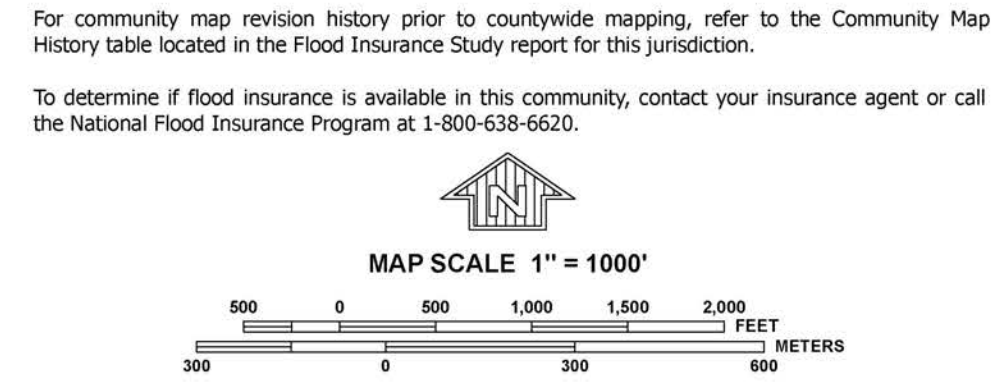 For community map revision history prior to countywide mapping, refer to the Community Map
History table located in the Flood Insurance Study report for this jurisdiction.
To determine if flood insurance is available in this community, contact your insurance agent or call
the National Flood Insurance Program at 1-800-638-6620.
N
MAP SCALE 1" = 1000'
500 0 500 1,000 1,500 2,000
FEET
METERS
300 0 300 600